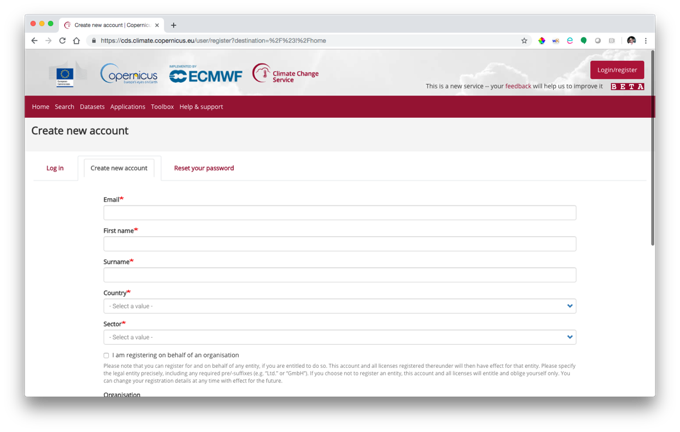 Create new account | Copernic
https://cds.climate.copernicus.eu/user/register?destination=%2F%23!%2Fhome
opernicus
IMPLEMENTED BY
ECMWF
Climate Change
Service
Login/register
This is a new service -- your feedback will help us to improve it
BETA
Home Search Datasets Applications Toolbox Help & support
Create new account
Log in
Create new account
Reset your password
Email*
First name*
Surname*
Country*
- Select a value -
Sector*
- Select a value -
I am registering on behalf of an organisation
Please note that you can register for and on behalf of any entity, if you are entitled to do so. This account and all licenses registered thereunder will then have effect for that entity. Please specify
the legal entity precisely, including any required pre/-suffixes (e.g. "Ltd." or "GmbH"). If you choose not to register an entity, this account and all licenses will entitle and oblige yourself only. You
can change your registration details at any time with effect for the future.
Organisation